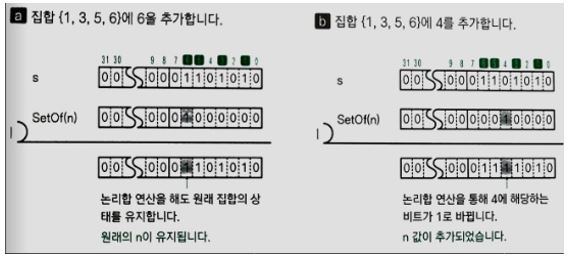 a 집합 {1, 3, 5, 6}에 6을 추가합니다.
31 30 9 8 7 4 2 0
s 0 0 0 0 0 1 1 0 1 0 1 0
SetOf(n) 0 0 0 0 0 1 0 0 0 0 0 0
0 0 0 0 0 1 1 0 1 0 1 0
논리합 연산을 해도 원래 집합의 상
태를 유지합니다.
원래의 n이 유지됩니다.
b 집합 {1, 3, 5, 6}에 4를 추가합니다.
31 30 9 8 7 4 2 0
s 0 0 0 0 0 1 1 0 1 0 1 0
SetOf(n) 0 0 0 0 0 0 0 1 0 0 0 0
0 0 0 0 0 1 1 1 1 0 1 0
논리합 연산을 통해 4에 해당하는
비트가 1로 바뀝니다.
n 값이 추가되었습니다.